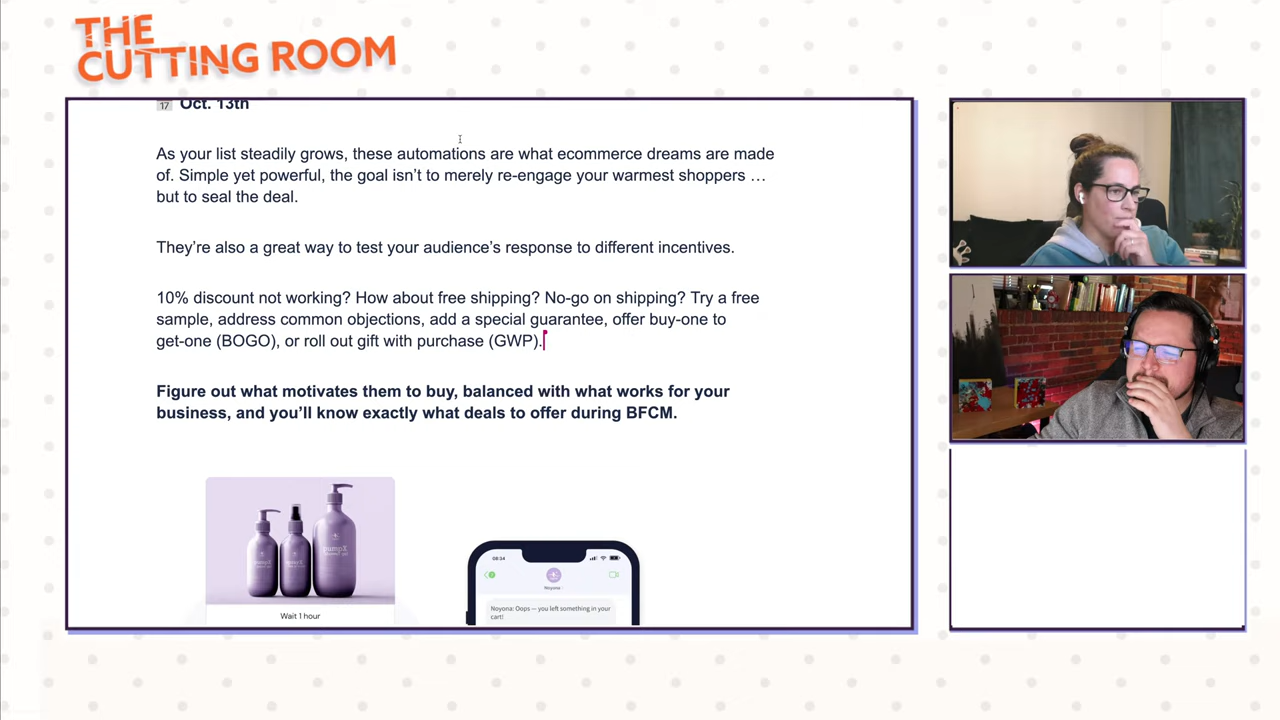 THE
CUTTING ROOM
17 Oct. 13th
As your list steadily grows, these automations are what ecommerce dreams are made
of. Simple yet powerful, the goal isn’t to merely re-engage your warmest shoppers …
but to seal the deal.
They’re also a great way to test your audience’s response to different incentives.
10% discount not working? How about free shipping? No-go on shipping? Try a free
sample, address common objections, add a special guarantee, offer buy-one to
get-one (BOGO), or roll out gift with purchase (GWP).
Figure out what motivates them to buy, balanced with what works for your
business, and you’ll know exactly what deals to offer during BFCM.
pumpX
Wait 1 hour
08:34
Noyona
Noyona: Oops — you left something in your
cart!